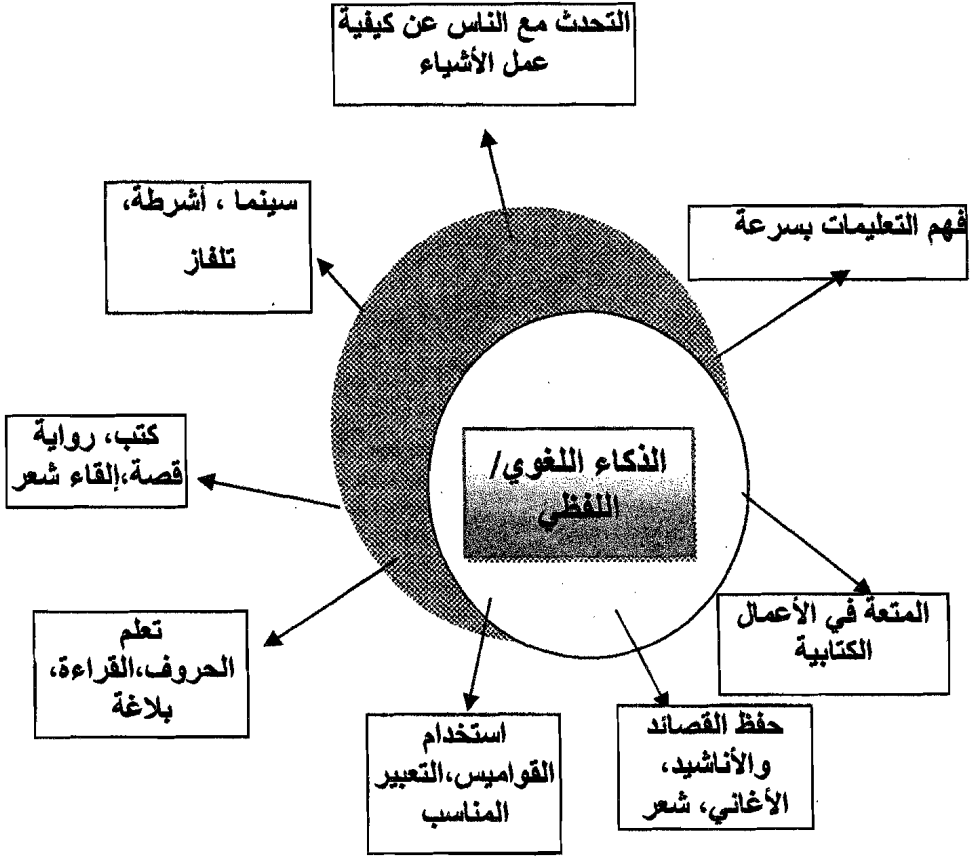 التحدث مع الناس عن كيفية
عمل الأشياء
فهم التعليمات بسرعة
سينما ، أشرطة،
تلفاز
كتب، رواية
قصة،إلقاء شعر
الذكاء اللغوي/
اللفظي
المتعة في الأعمال
الكتابية
تعلم
الحروف،القراءة،
بلاغة
حفظ القصائد
والأناشيد،
الأغاني، شعر
استخدام
القواميس،التعبير
المناسب